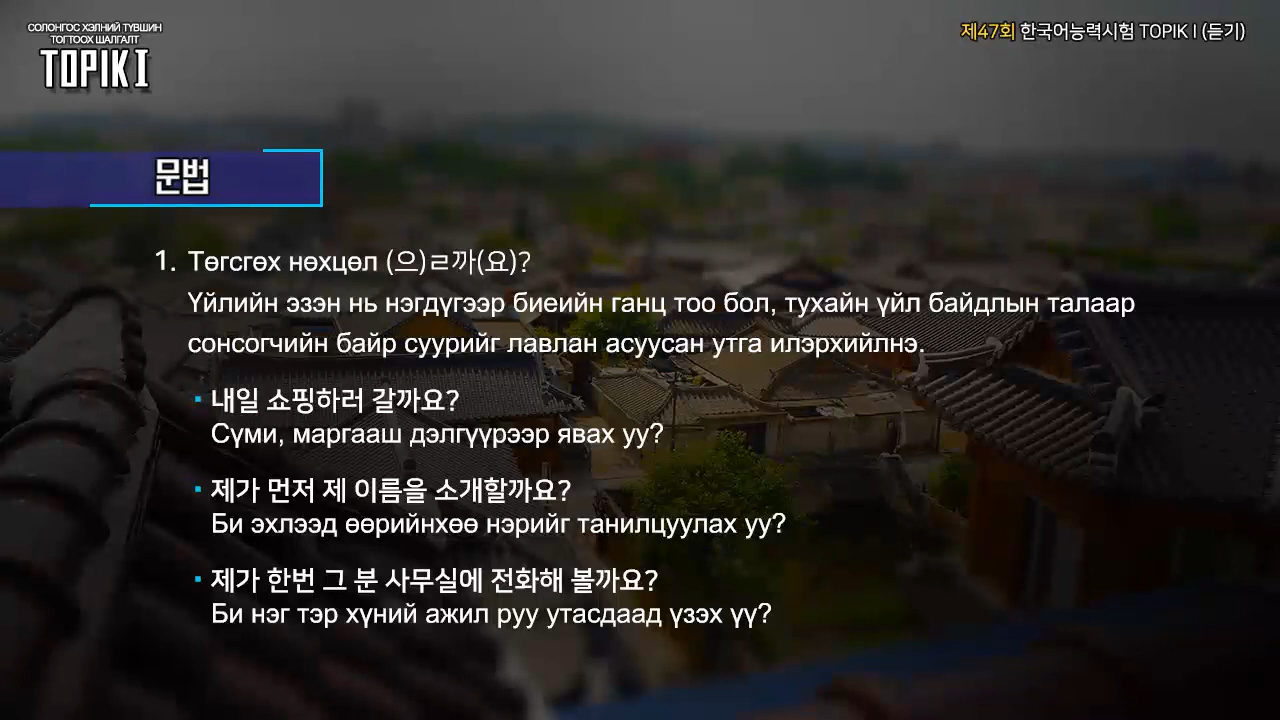 СОЛОНГОС ХЭЛНИЙ ТҮВШИН
ТОГТООХ ШАЛГАЛТ
TOPIK I
제47회 한국어능력시험 TOPIK I (듣기)
문법
1. Төгсгөх нөхцөл (으)ㄹ까(요)?
Үйлийн эзэн нь нэгдүгээр биеийн ганц тоо бол, тухайн үйл байдлын талаар
сонсогчийн байр суурийг лавлан асуусан утга илэрхийлнэ.
· 내일 쇼핑하러 갈까요?
Сүми, маргааш дэлгүүрээр явах уу?
· 제가 먼저 제 이름을 소개할까요?
Би эхлээд өөрийнхөө нэрийг танилцуулах уу?
· 제가 한번 그 분 사무실에 전화해 볼까요?
Би нэг тэр хүний ажил руу утасдаад үзэх үү?